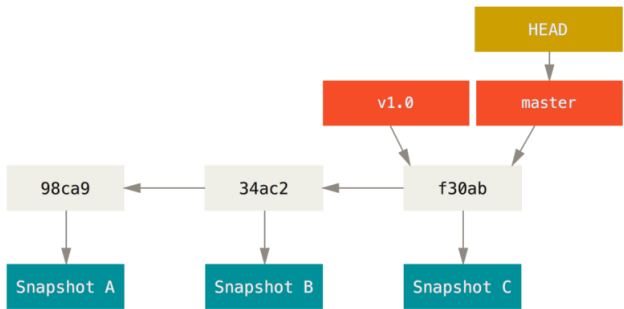 HEAD
v1.0
master
98ca9
34ac2
f30ab
Snapshot A
Snapshot B
Snapshot C